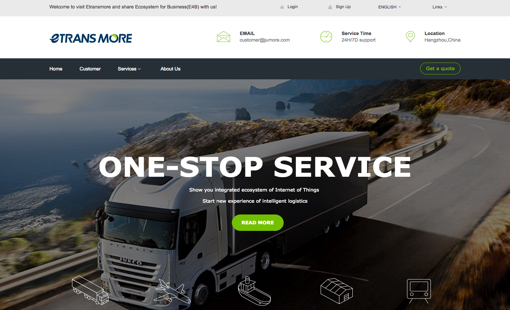 Welcome to visit Etransmore and share Ecosystem for Business(E4B) with us!
Login
Sign Up
ENGLISH
Links
eTRANS MORE
EMAIL
customer@jumore.com
Service Time
24H/7D support
Location
Hangzhou,China
Home
Customer
Services
About Us
Get a quote
ONE-STOP SERVICE
Show you integrated ecosystem of Internet of Things
Start new experience of intelligent logistics
READ MORE
IVECO